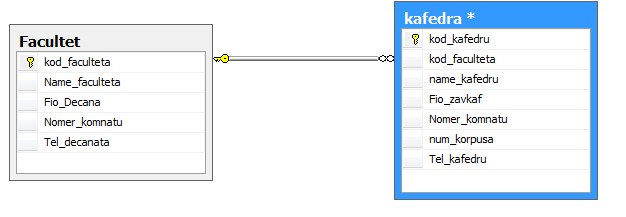 Facultet
kod_faculteta
Name_faculteta
Fio_Decana
Nomer_komnatu
Tel_decanata
kafedra *
kod_kafedru
kod_faculteta
name_kafedru
Fio_zavkaf
Nomer_komnatu
num_korpusa
Tel_kafedru